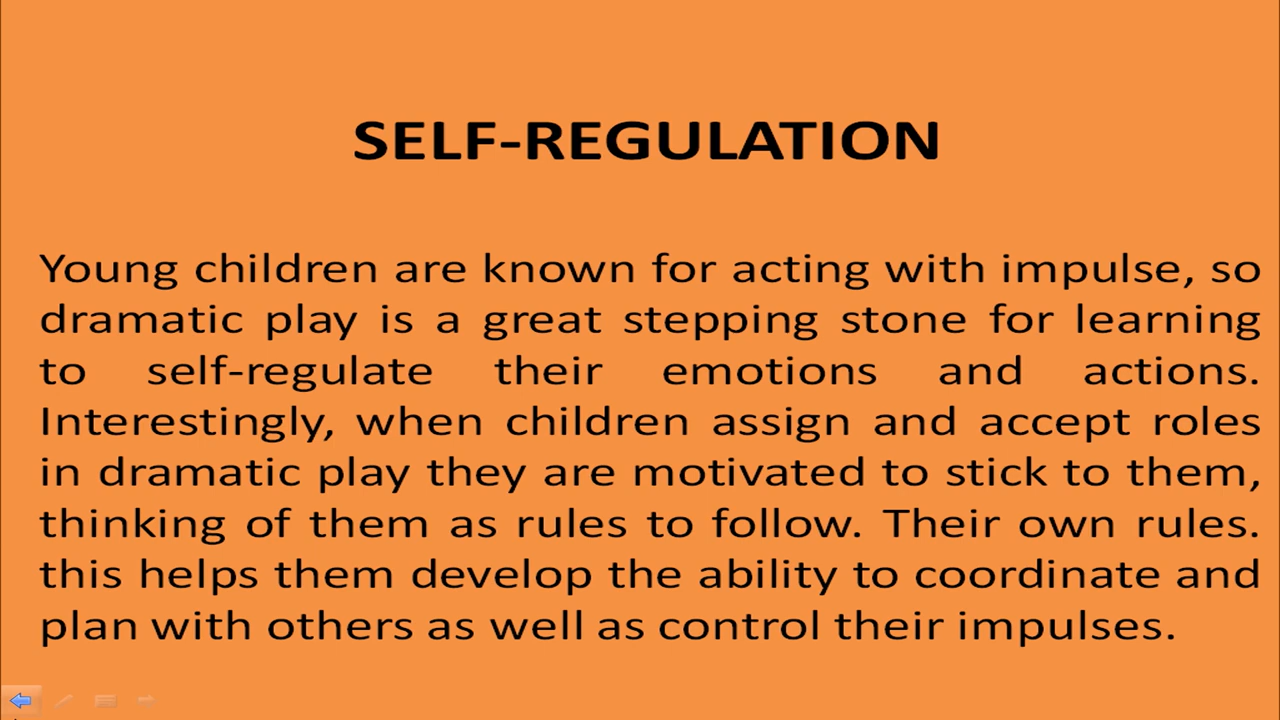 SELF-REGULATION
Young children are known for acting with impulse, so
dramatic play is a great stepping stone for learning
to self-regulate their emotions and actions.
Interestingly, when children assign and accept roles
in dramatic play they are motivated to stick to them,
thinking of them as rules to follow. Their own rules.
this helps them develop the ability to coordinate and
plan with others as well as control their impulses.